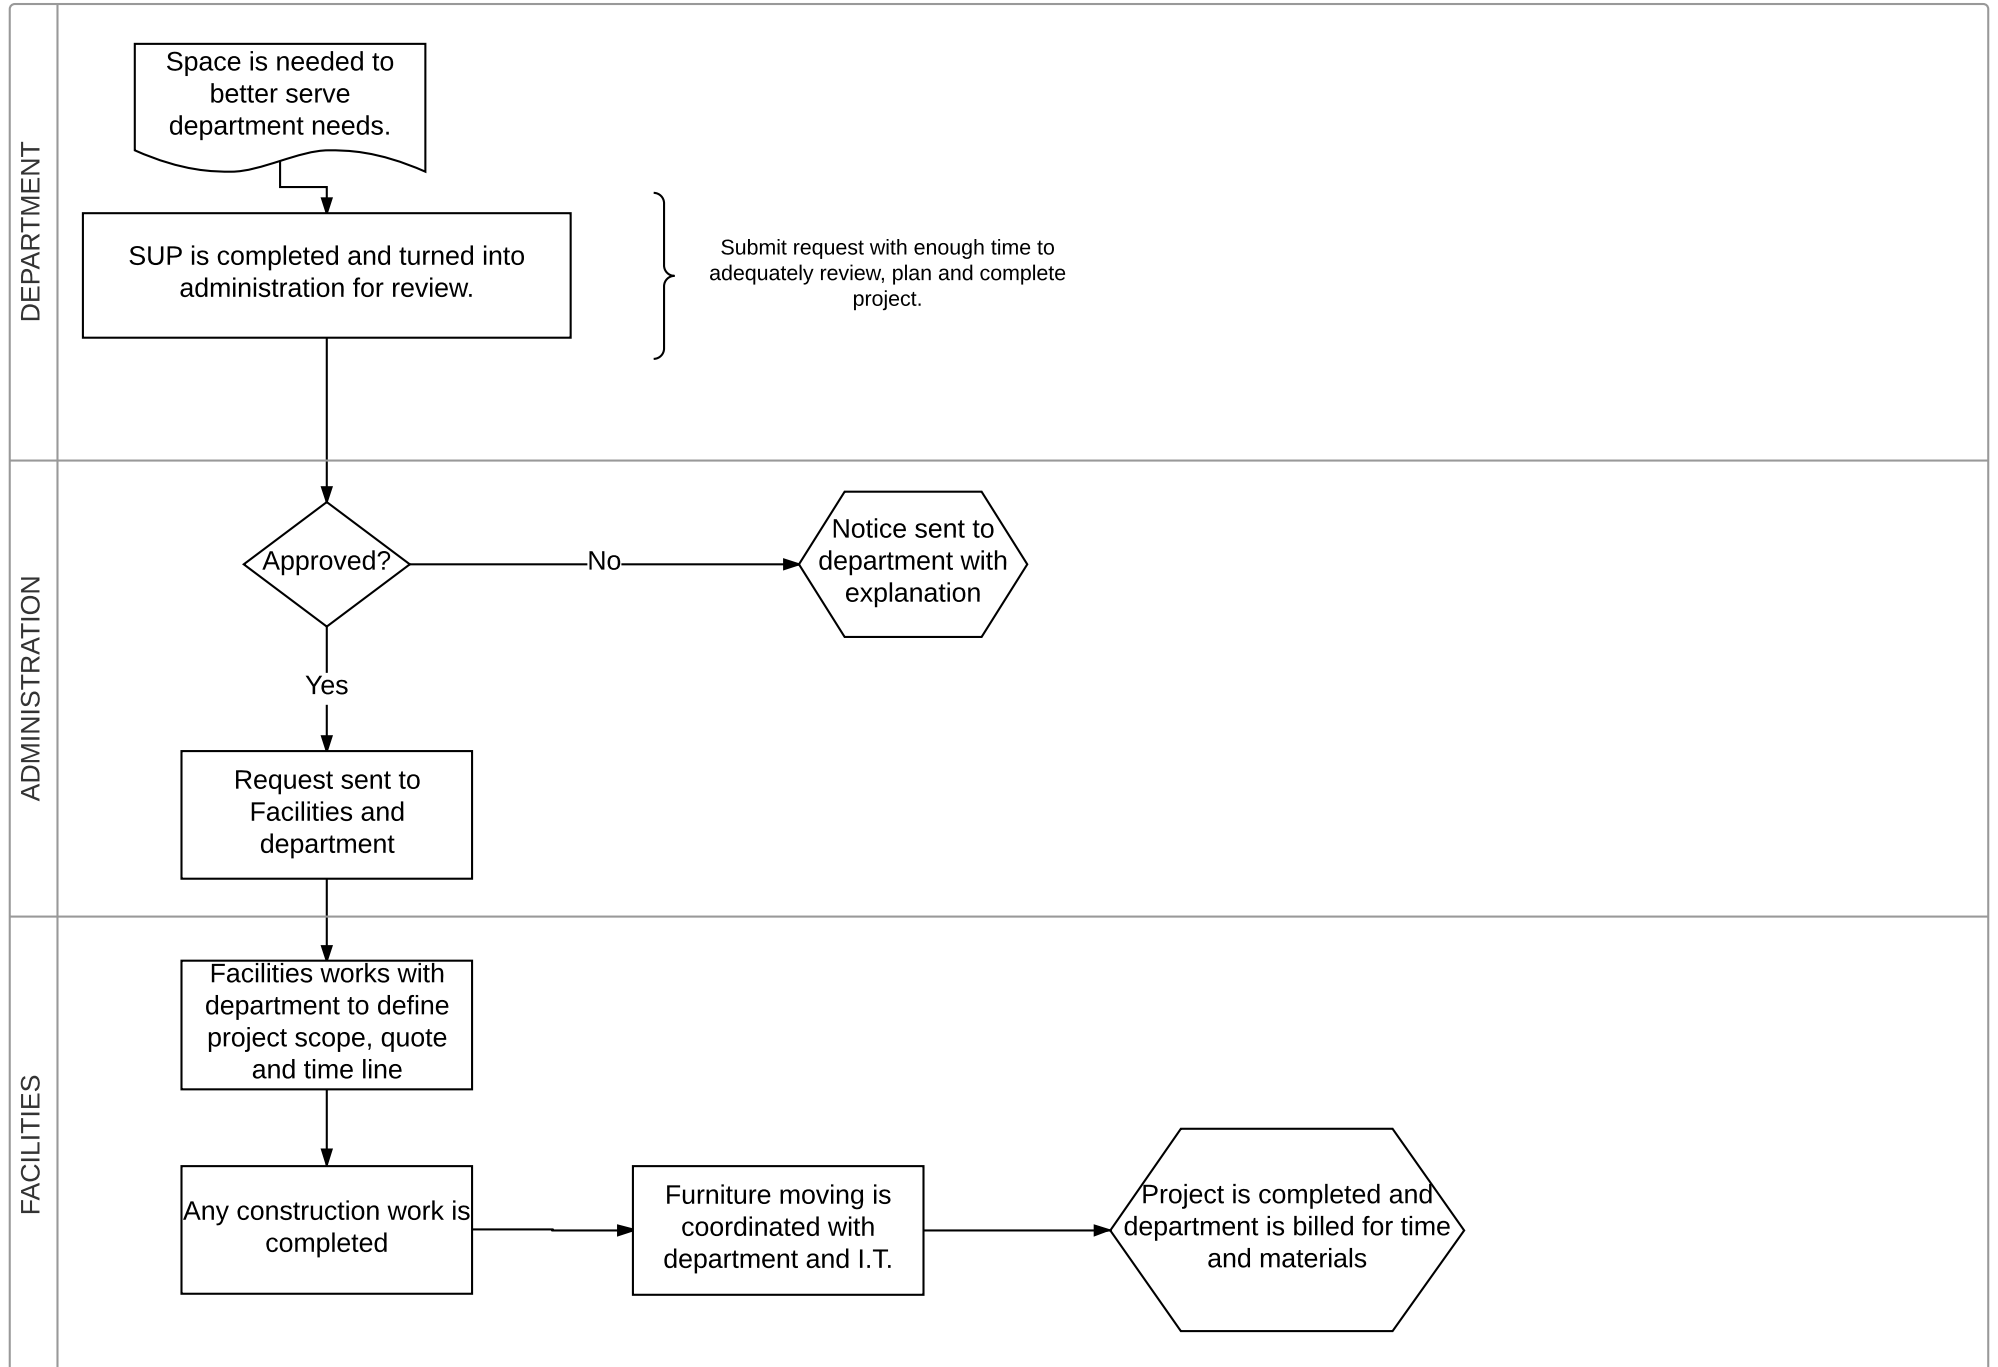 DEPARTMENT
Space is needed to
better serve
department needs.
SUP is completed and turned into
administration for review.
Submit request with enough time to
adequately review, plan and complete
project.
ADMINISTRATION
Approved?
No
Notice sent to
department with
explanation
Yes
Request sent to
Facilities and
department
FACILITIES
Facilities works with
department to define
project scope, quote
and time line
Any construction work is
completed
Furniture moving is
coordinated with
department and I.T.
Project is completed and
department is billed for time
and materials